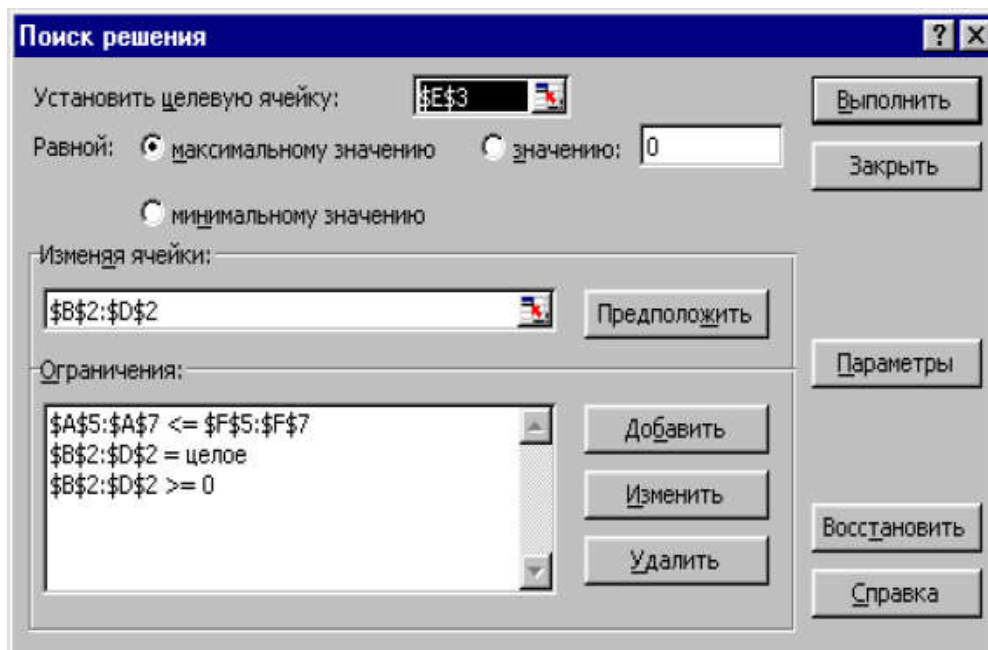 Поиск решения
Установить целевую ячейку: $E$3
Выполнить
Равной: максимальному значению значению: 0
Закрыть
минимальному значению
Изменяя ячейки:
$B$2:$D$2
Предположить
Ограничения:
Параметры
$A$5:$A$7 <= $F$5:$F$7
$B$2:$D$2 = целое
$B$2:$D$2 >= 0
Добавить
Изменить
Удалить
Восстановить
Справка